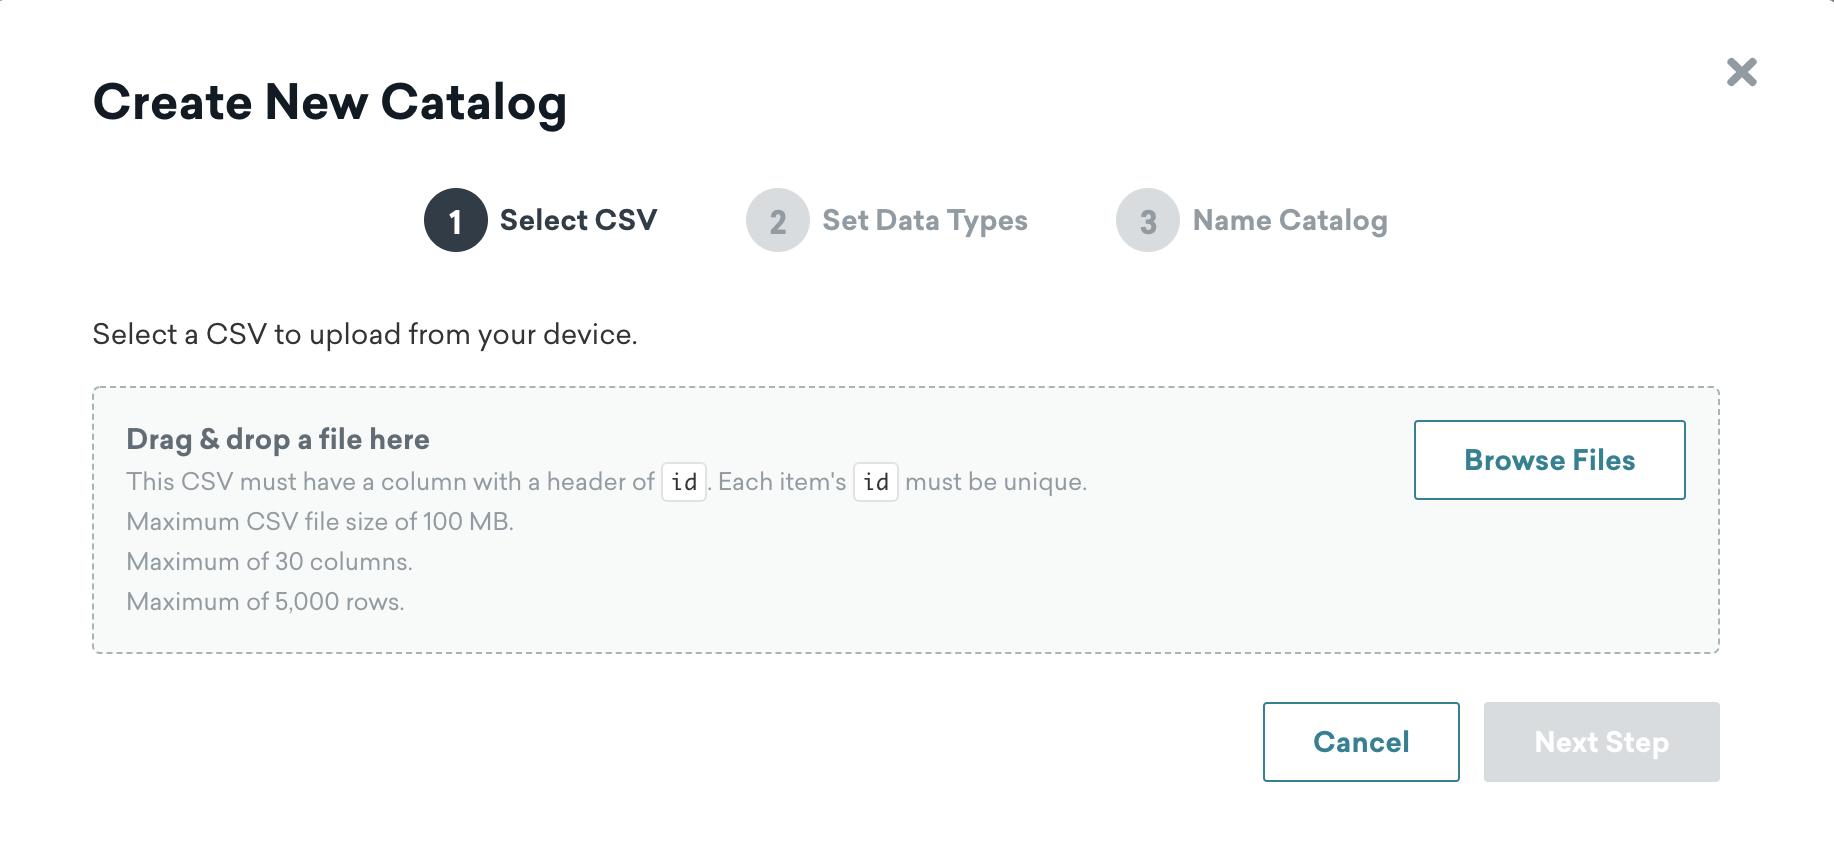 Create New Catalog
1 Select CSV 2 Set Data Types 3 Name Catalog
Select a CSV to upload from your device.
Drag & drop a file here
Browse Files
This CSV must have a column with a header of id. Each item's id must be unique.
Maximum CSV file size of 100 MB.
Maximum of 30 columns.
Maximum of 5,000 rows.
Cancel Next Step